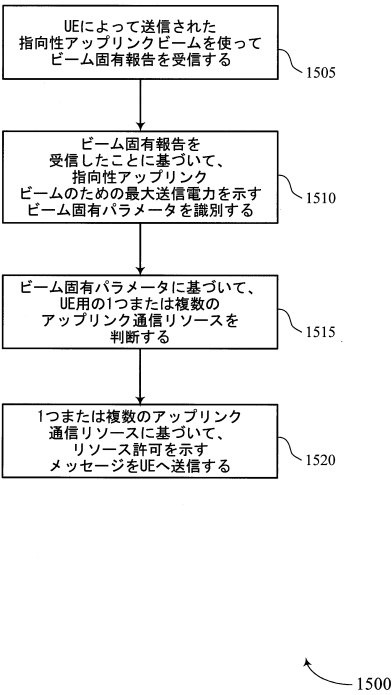 UEによって送信された
指向性アップリンクビームを使って
ビーム固有報告を受信する
1505
ビーム固有報告を
受信したことに基づいて、
指向性アップリンク
ビームのための最大送信電力を示す
ビーム固有パラメータを識別する
1510
ビーム固有パラメータに基づいて、
UE用の1つまたは複数の
アップリンク通信リソースを
判断する
1515
1つまたは複数のアップリンク
通信リソースに基づいて、
リソース許可を示す
メッセージをUEへ送信する
1520
1500